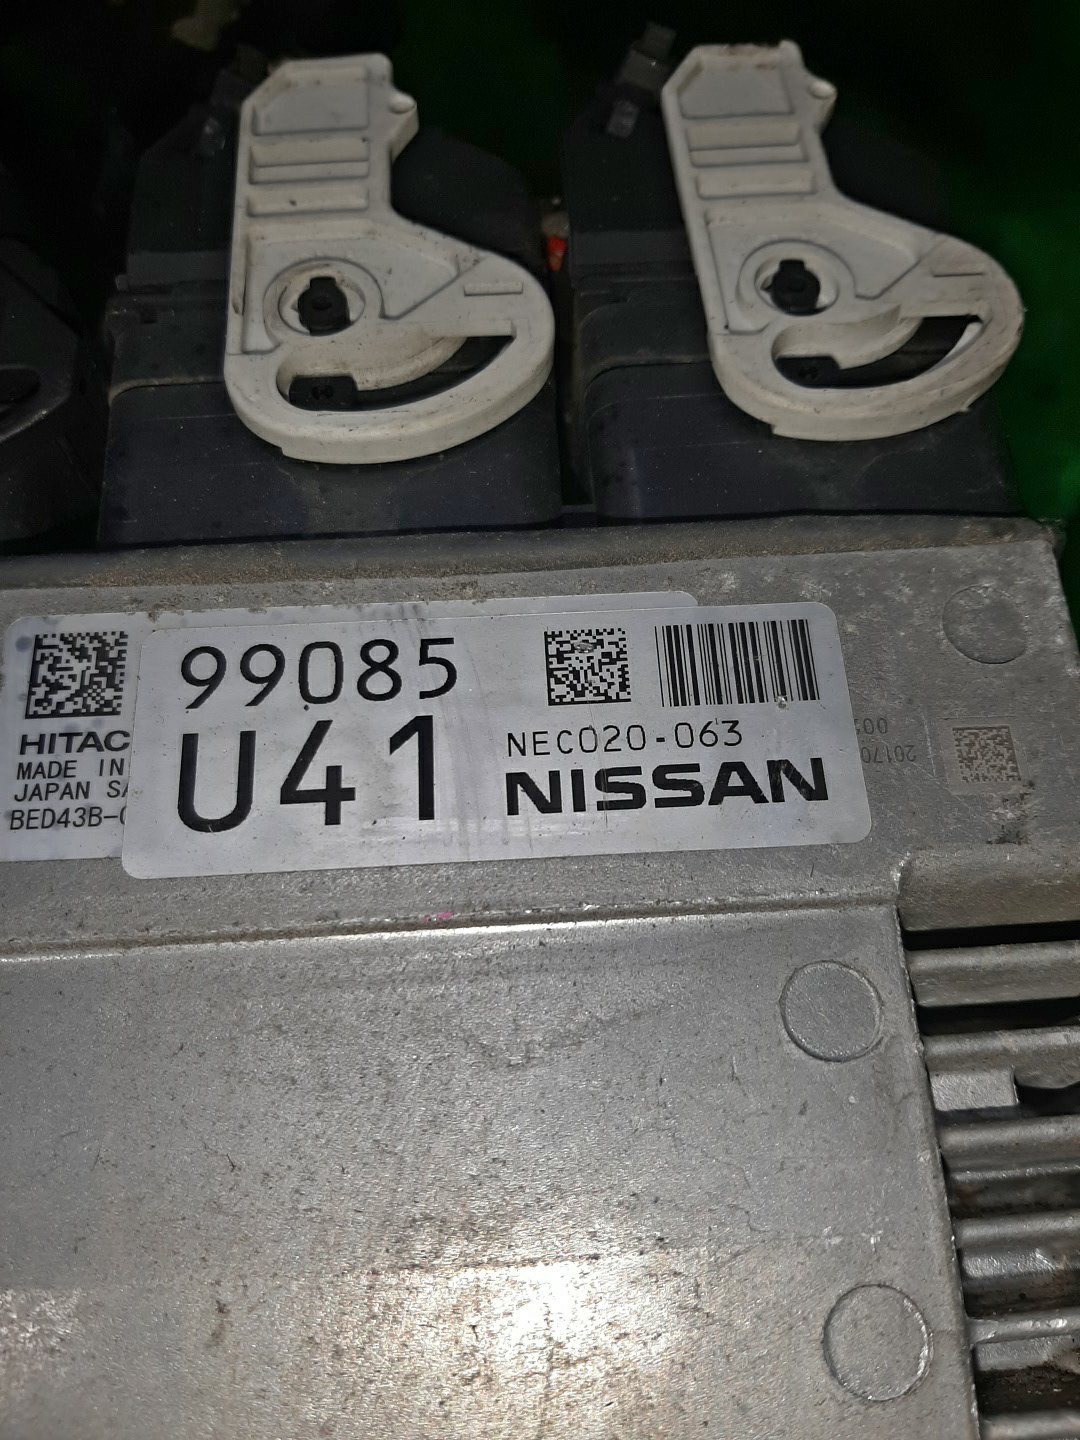 HITAC
MADE IN
JAPAN SA
BED43B-
99085
U41
NEC020-063
NISSAN